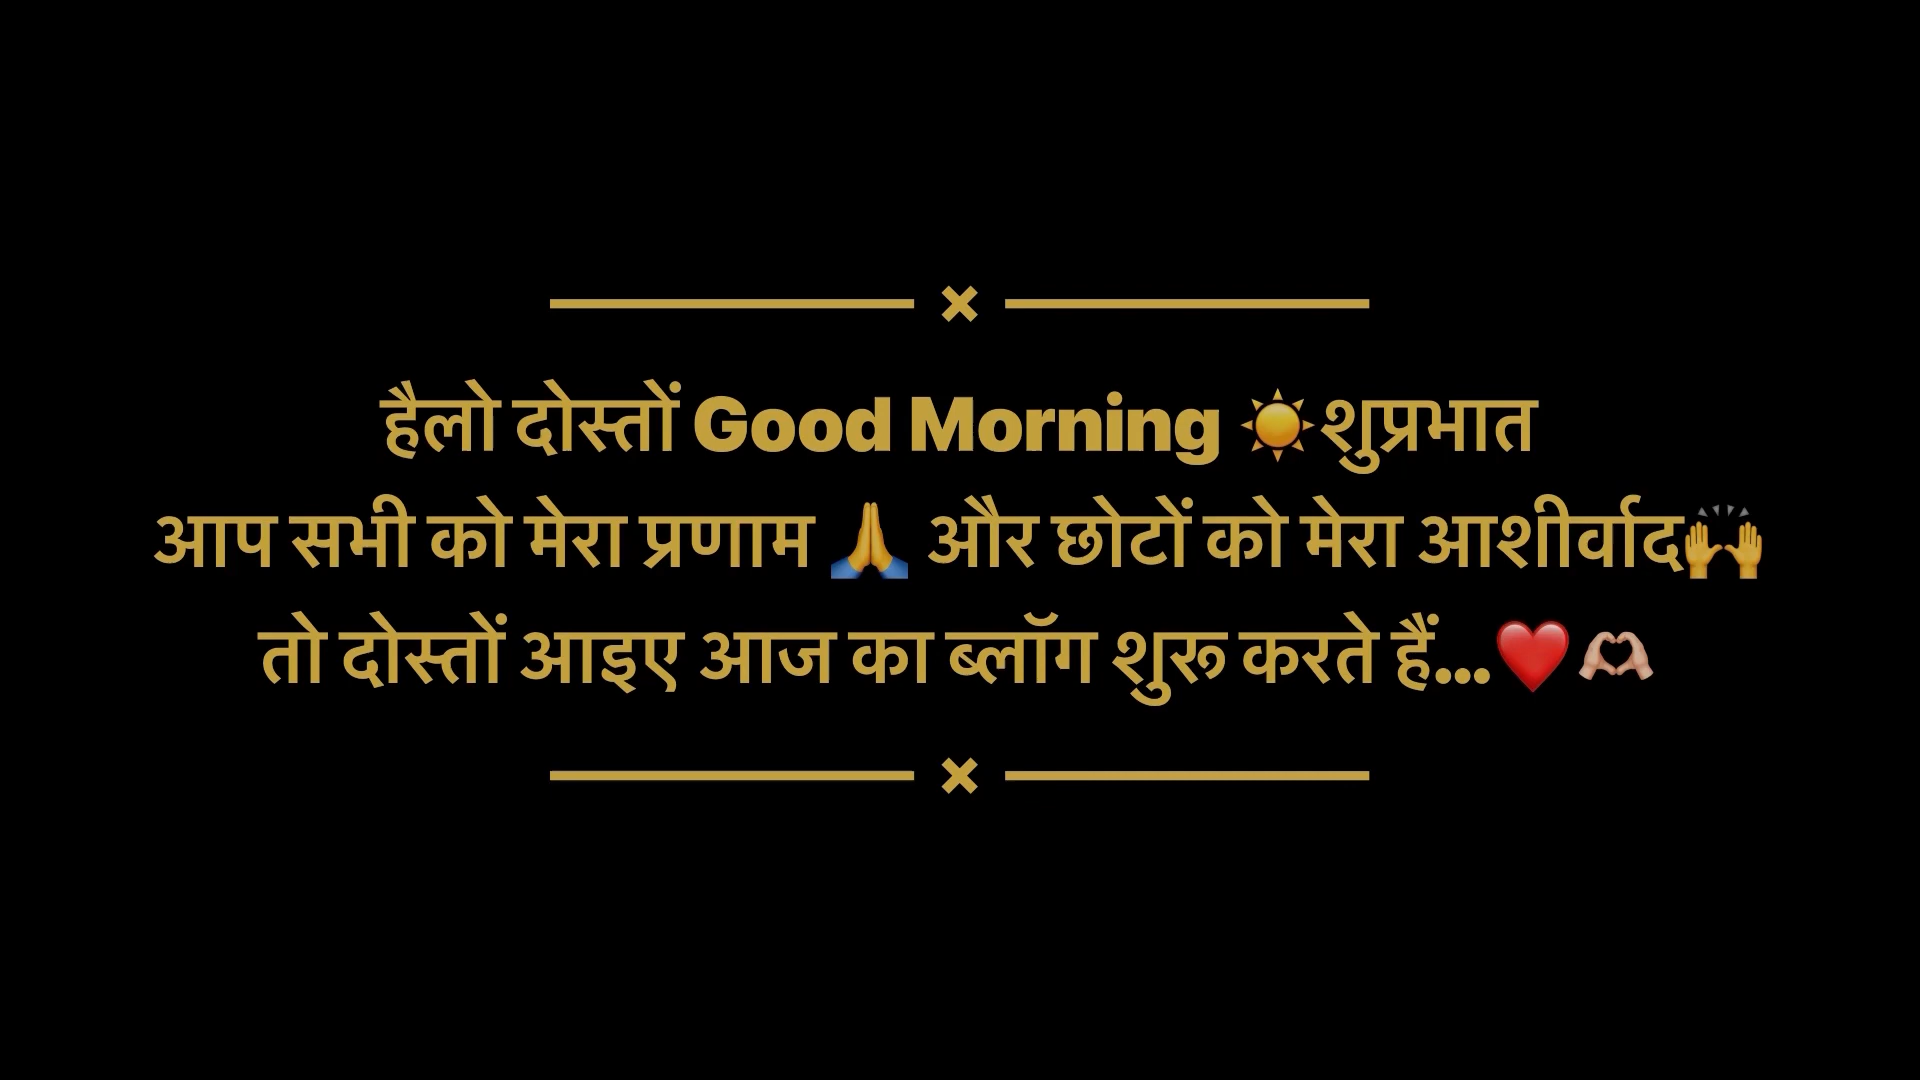 हैलो दोस्तों Good Morning ☀️शुप्रभात
आप सभी को मेरा प्रणाम 🙏 और छोटों को मेरा आशीर्वाद🙌
तो दोस्तों आइए आज का ब्लॉग शुरू करते हैं...❤️🫶🏻